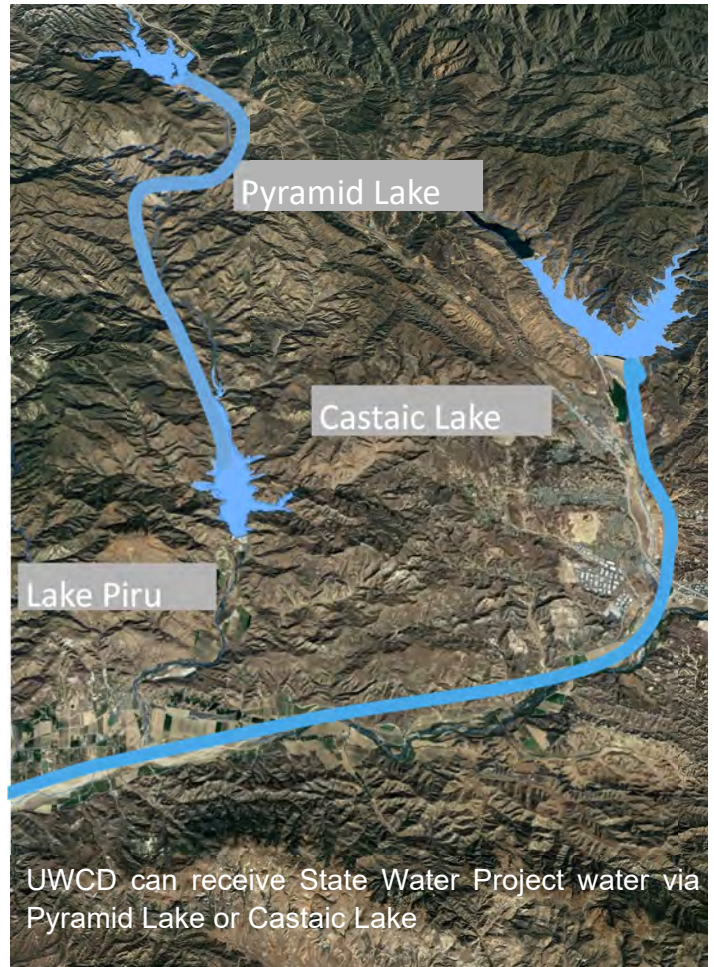 Pyramid Lake
Castaic Lake
Lake Piru
UWCD can receive State Water Project water via
Pyramid Lake or Castaic Lake